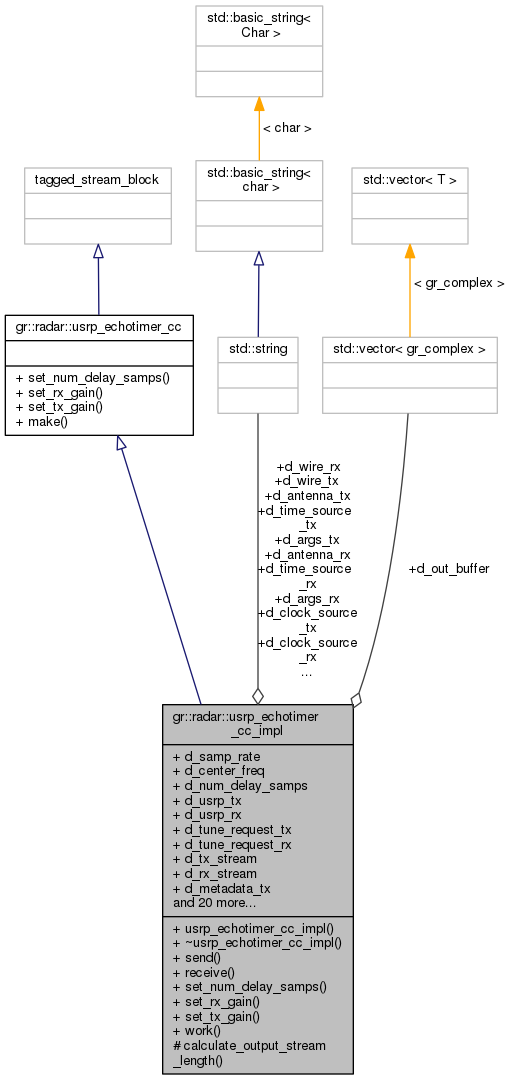 std::basic_string<
Char >
< char >
tagged_stream_block
std::basic_string<
char >
std::vector< T >
< gr_complex >
gr::radar::usrp_echotimer_cc
+ set_num_delay_samps()
+ set_rx_gain()
+ set_tx_gain()
+ make()
std::string
std::vector< gr_complex >
+d_wire_rx
+d_wire_tx
+d_antenna_tx
+d_time_source
_tx
+d_args_tx
+d_antenna_rx
+d_time_source
_rx
+d_args_rx
+d_clock_source
_tx
+d_clock_source
_rx
...
+d_out_buffer
gr::radar::usrp_echotimer
_cc_impl
+ d_samp_rate
+ d_center_freq
+ d_num_delay_samps
+ d_usrp_tx
+ d_usrp_rx
+ d_tune_request_tx
+ d_tune_request_rx
+ d_tx_stream
+ d_rx_stream
+ d_metadata_tx
and 20 more...
+ usrp_echotimer_cc_impl()
+ ~usrp_echotimer_cc_impl()
+ send()
+ receive()
+ set_num_delay_samps()
+ set_rx_gain()
+ set_tx_gain()
+ work()
# calculate_output_stream
_length()